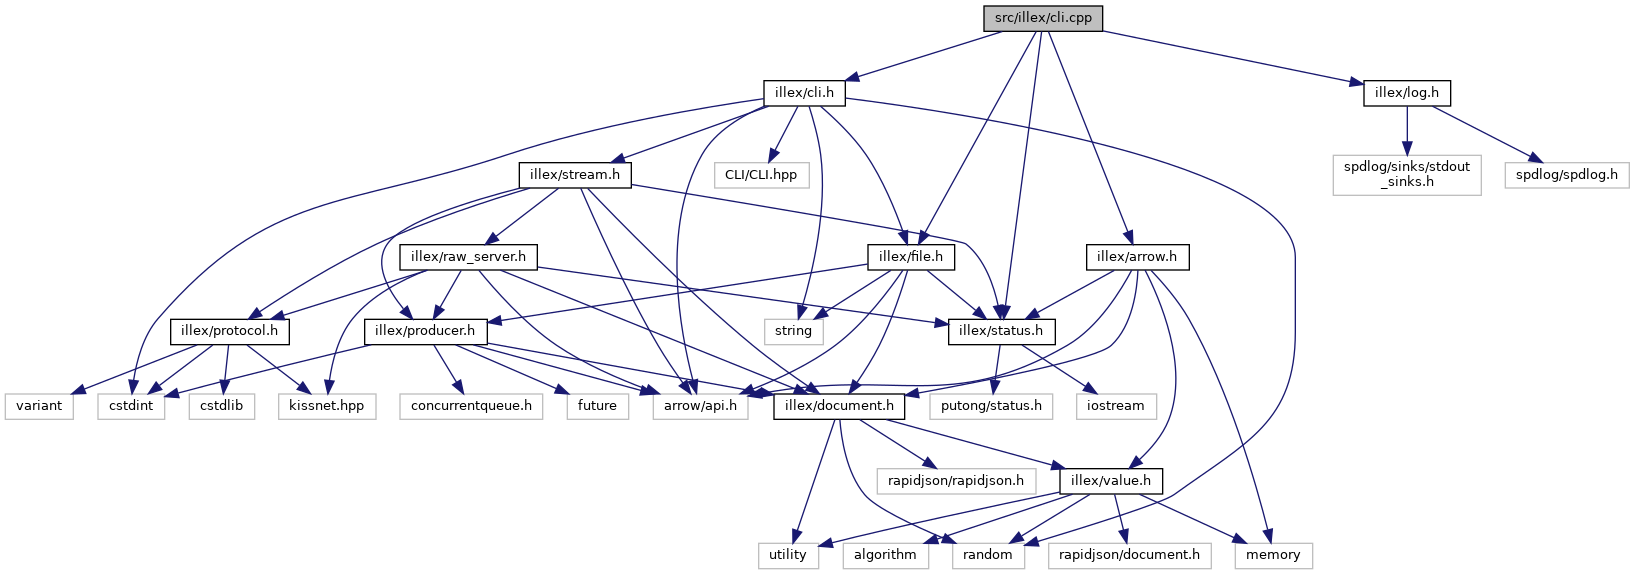 src/illex/cli.cpp
illex/cli.h
illex/log.h
illex/stream.h
CLI/CLI.hpp
spdlog/sinks/stdout
_sinks.h
spdlog/spdlog.h
illex/raw_server.h
illex/file.h
illex/arrow.h
illex/protocol.h
illex/producer.h
string
illex/status.h
variant
cstdint
cstdlib
kissnet.hpp
concurrentqueue.h
future
arrow/api.h
illex/document.h
putong/status.h
iostream
rapidjson/rapidjson.h
illex/value.h
utility
algorithm
random
rapidjson/document.h
memory